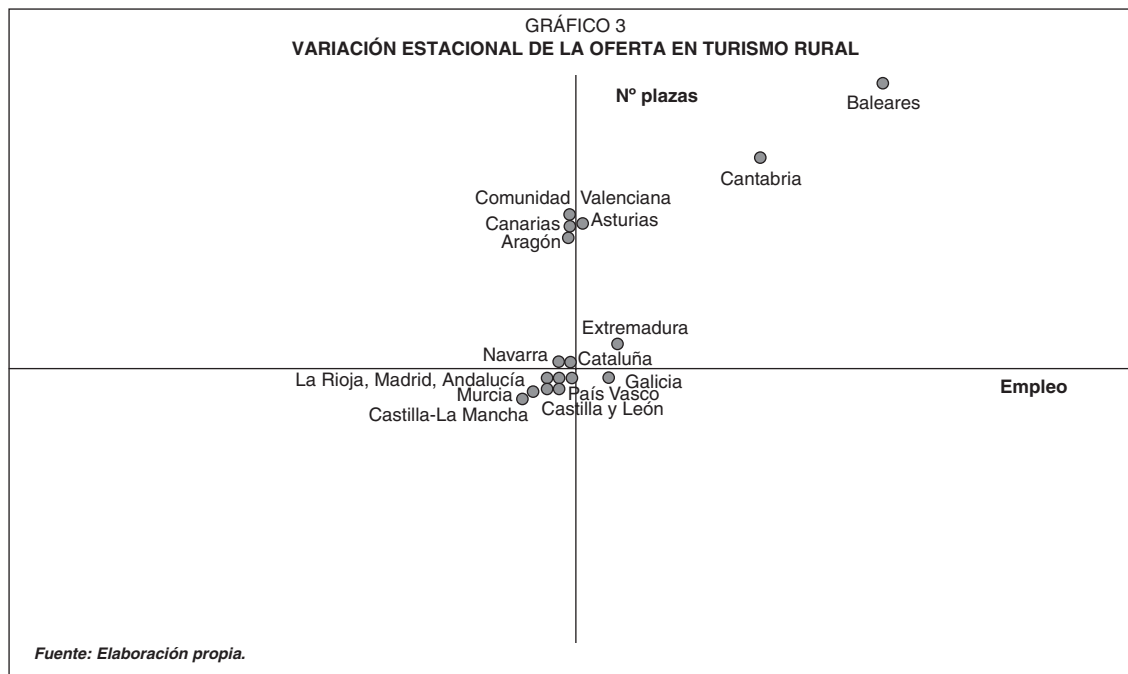 GRÁFICO 3
VARIACIÓN ESTACIONAL DE LA OFERTA EN TURISMO RURAL
Nº plazas
Baleares
Cantabria
Comunidad Valenciana
Asturias
Canarias
Aragón
Extremadura
Navarra
Cataluña
La Rioja, Madrid, Andalucía
Galicia
Empleo
Murcia
País Vasco
Castilla y León
Castilla-La Mancha
Fuente: Elaboración propia.